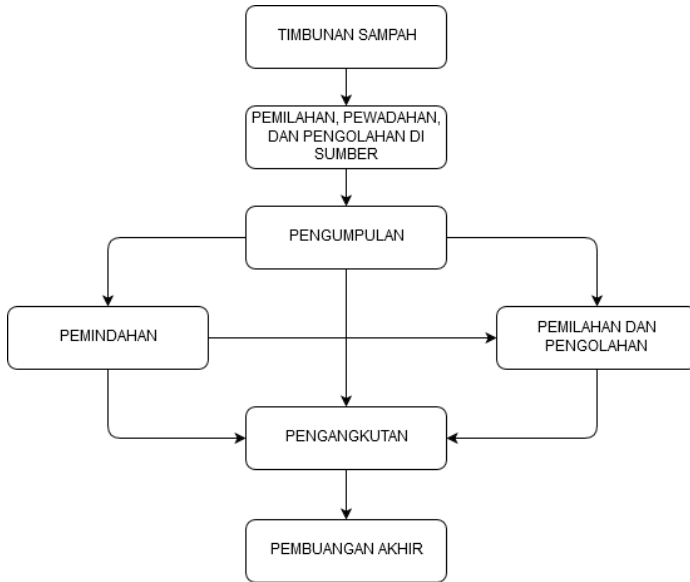 TIMBUNAN SAMPAH
PEMILAHAN, PEWADAHAN,
DAN PENGOLAHAN DI
SUMBER
PENGUMPULAN
PEMINDAHAN
PEMILAHAN DAN
PENGOLAHAN
PENGANGKUTAN
PEMBUANGAN AKHIR